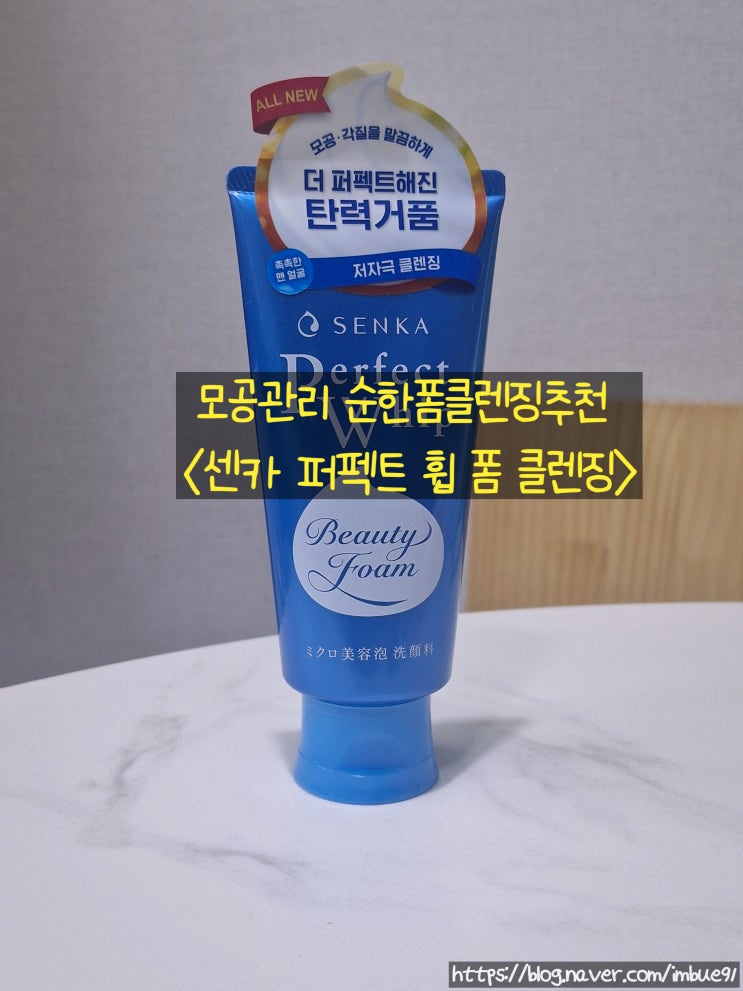 ALL NEW
모공·각질을 말끔하게
더 퍼펙트해진
탄력거품
촉촉한
맨 얼굴
저자극 클렌징
SENKA
Perfect
Whip
모공관리 순한폼클렌징추천
<센카 퍼펙트 휩 폼 클렌징>
Beauty
Foam
ミクロ美容泡 洗顔料
https://blog.naver.com/imbue91